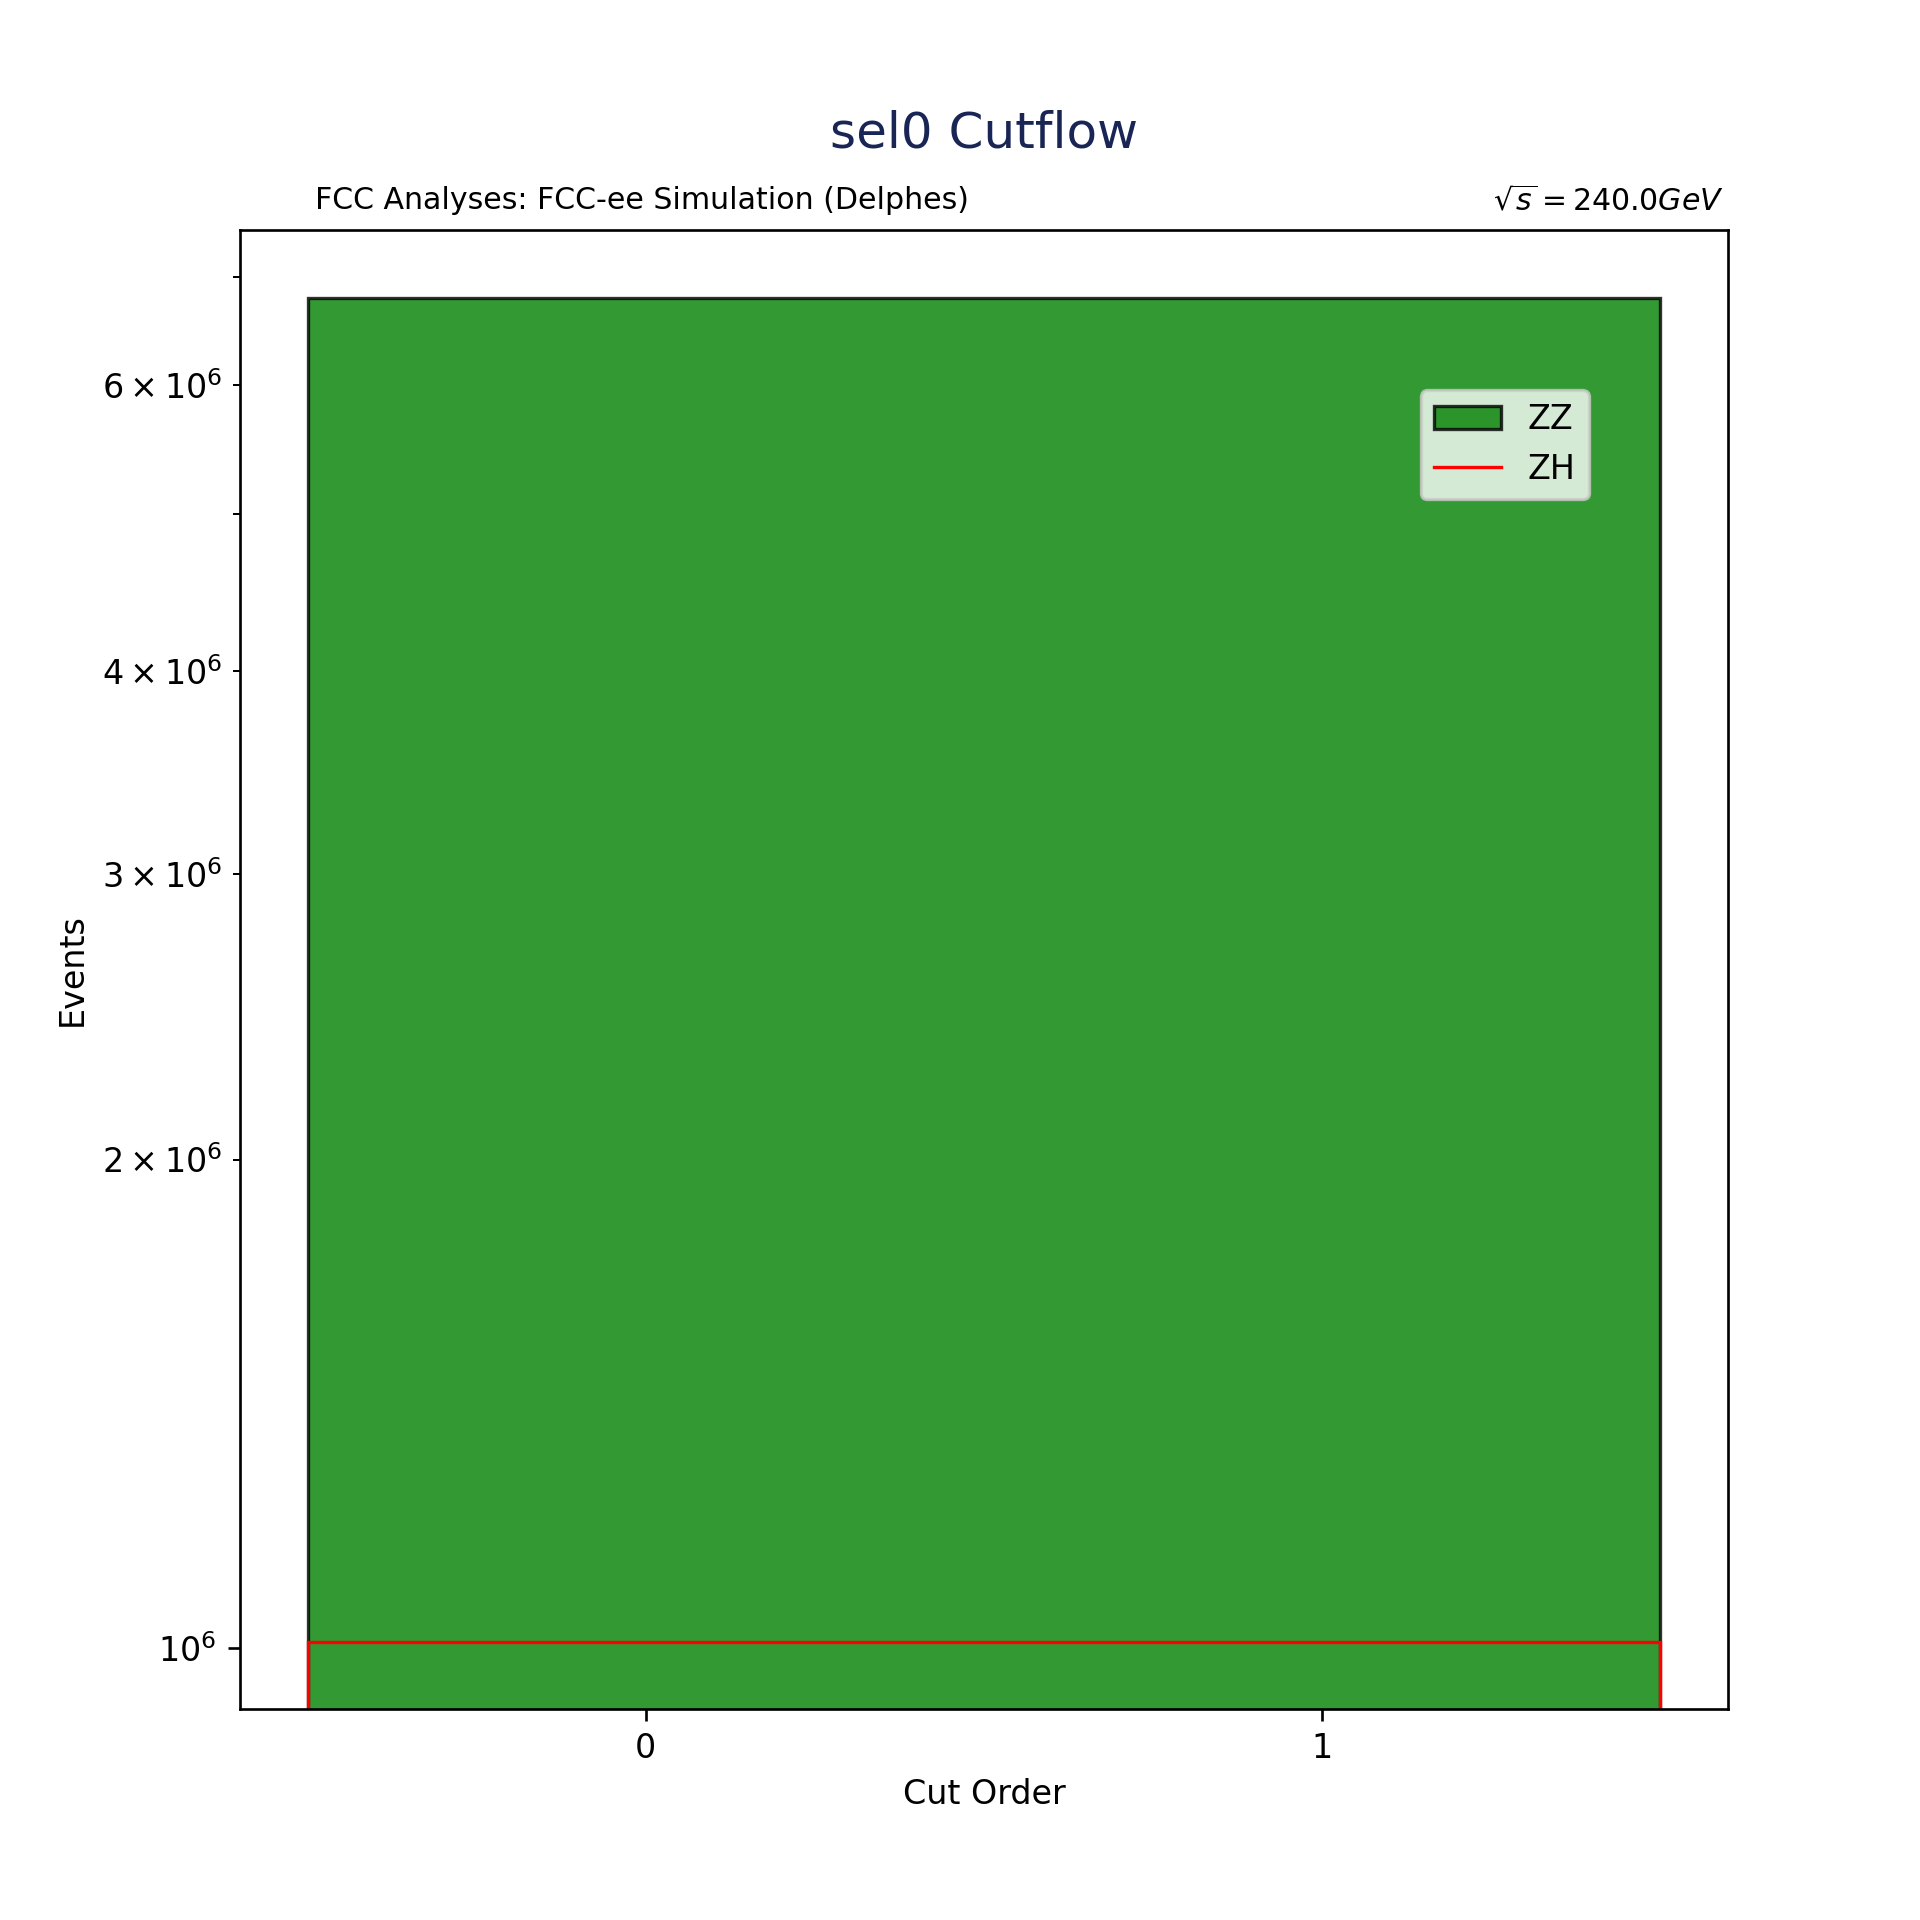 sel0 Cutflow
FCC Analyses: FCC-ee Simulation (Delphes)
√s = 240.0GeV
6 × 10⁶
4 × 10⁶
3 × 10⁶
2 × 10⁶
10⁶
Events
ZZ
ZH
0 1
Cut Order